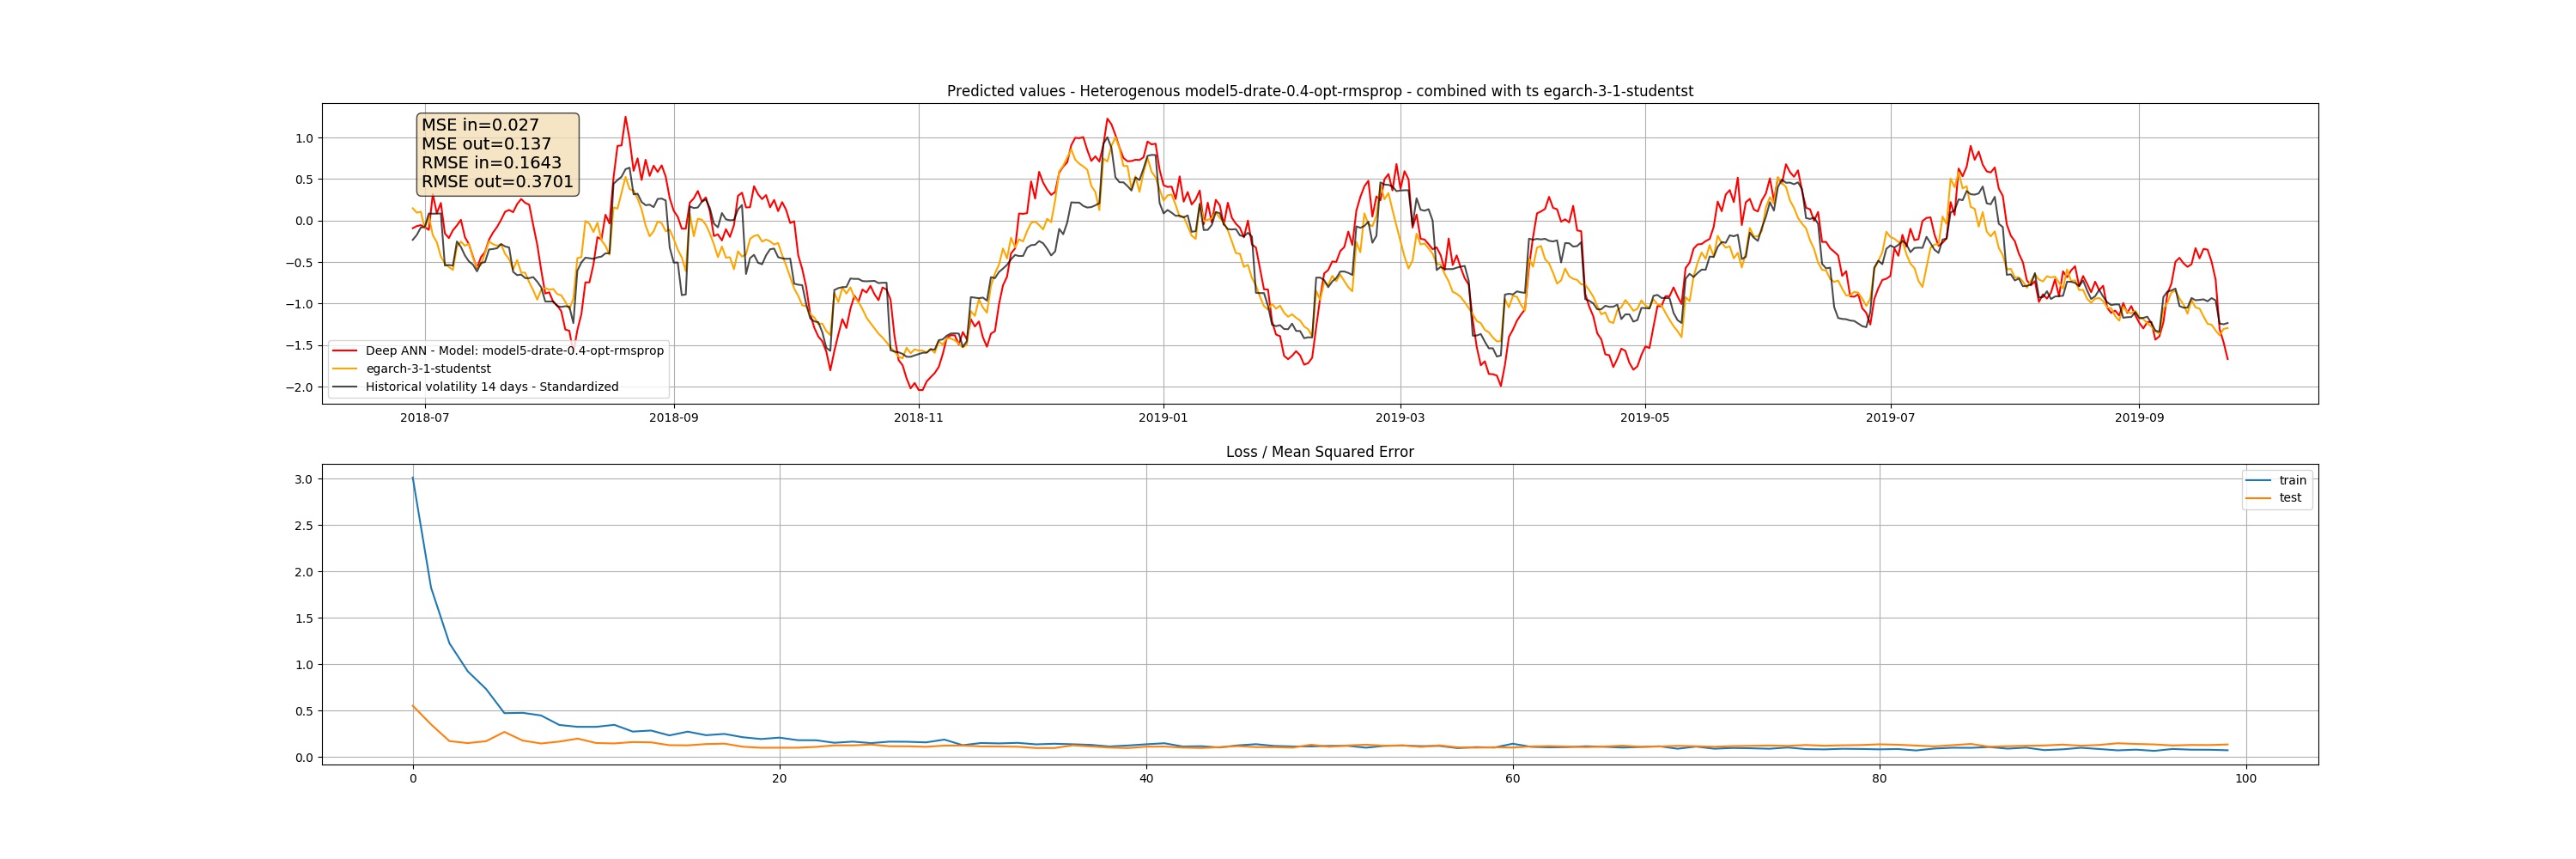 Predicted values - Heterogenous model5-drate-0.4-opt-rmsprop - combined with ts egarch-3-1-studentst
MSE in=0.027
MSE out=0.137
RMSE in=0.1643
RMSE out=0.3701
1.0
0.5
0.0
−0.5
−1.0
−1.5
−2.0
Deep ANN - Model: model5-drate-0.4-opt-rmsprop
egarch-3-1-studentst
Historical volatility 14 days - Standardized
2018-07 2018-09 2018-11 2019-01 2019-03 2019-05 2019-07 2019-09
Loss / Mean Squared Error
3.0
2.5
2.0
1.5
1.0
0.5
0.0
train
test
0 20 40 60 80 100